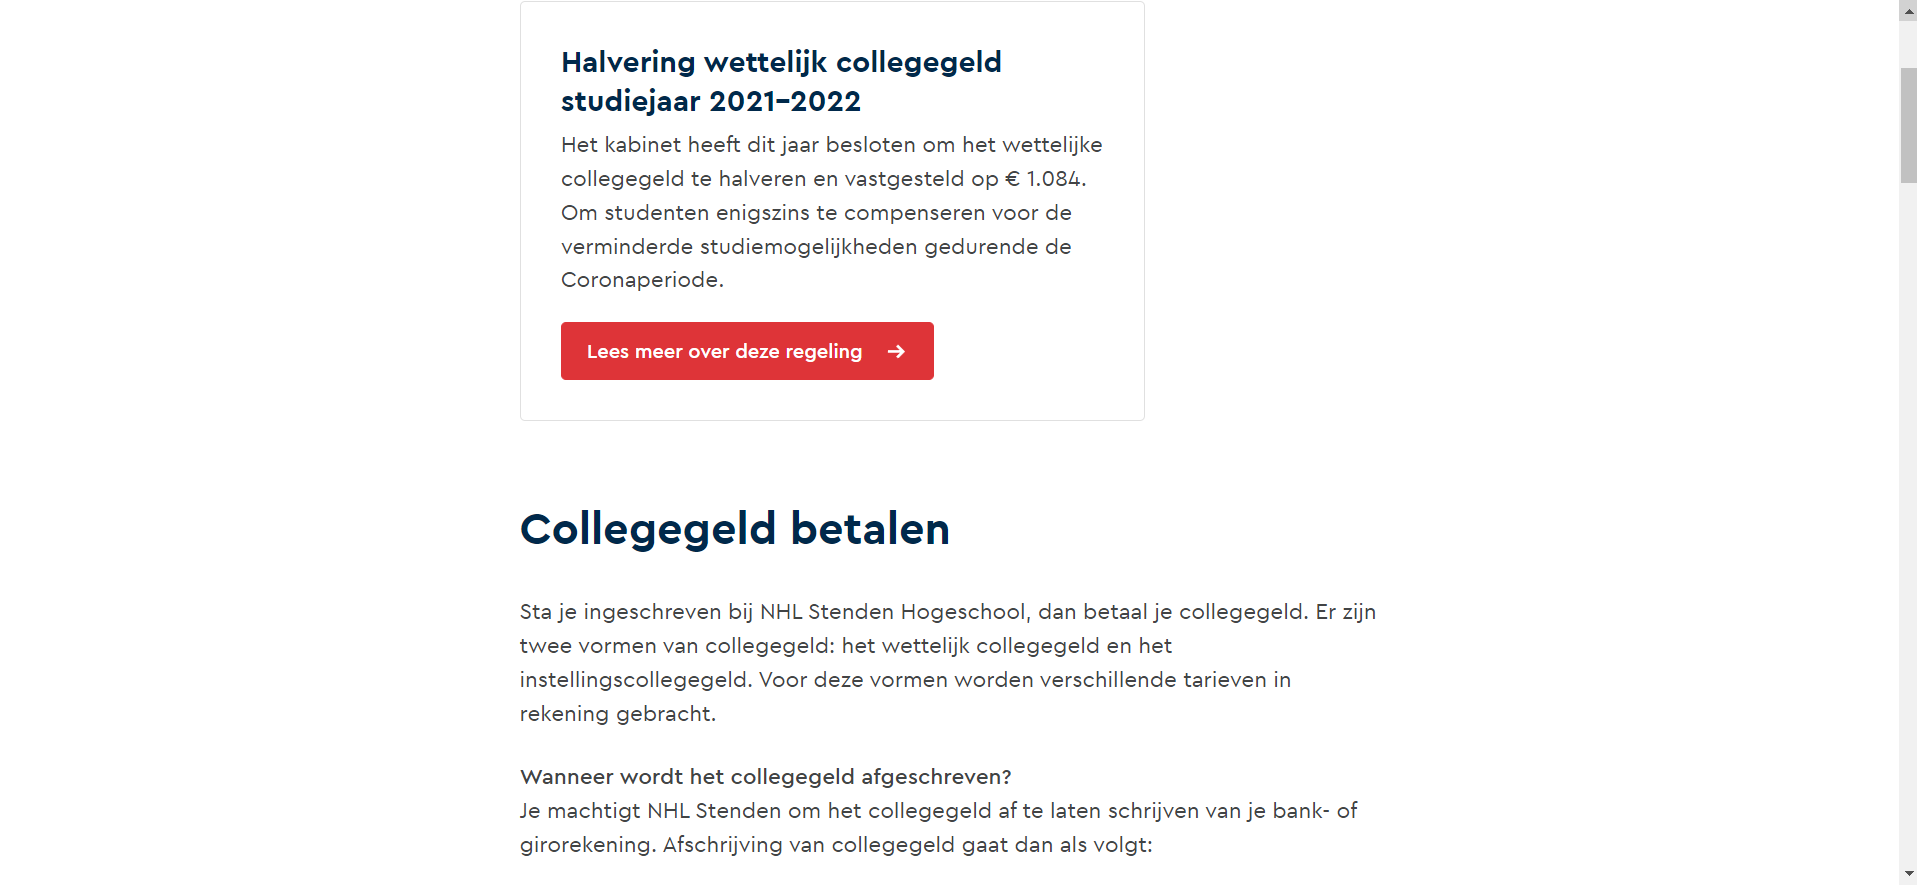 Halvering wettelijk collegegeld
studiejaar 2021-2022
Het kabinet heeft dit jaar besloten om het wettelijke
collegegeld te halveren en vastgesteld op € 1.084.
Om studenten enigszins te compenseren voor de
verminderde studiemogelijkheden gedurende de
Coronaperiode.
Lees meer over deze regeling →
Collegegeld betalen
Sta je ingeschreven bij NHL Stenden Hogeschool, dan betaal je collegegeld. Er zijn
twee vormen van collegegeld: het wettelijk collegegeld en het
instellingscollegegeld. Voor deze vormen worden verschillende tarieven in
rekening gebracht.
Wanneer wordt het collegegeld afgeschreven?
Je machtigt NHL Stenden om het collegegeld af te laten schrijven van je bank- of
girorekening. Afschrijving van collegegeld gaat dan als volgt: